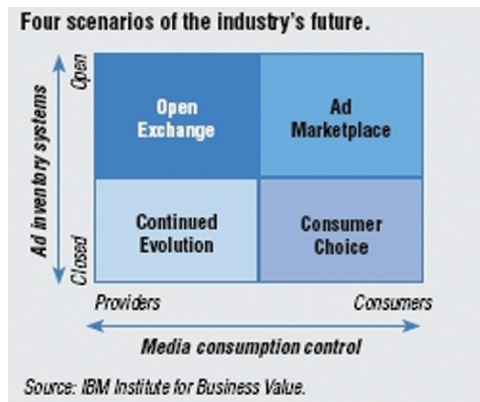 Four scenarios of the industry's future.
Ad inventory systems
Open
Closed
Open
Exchange
Ad
Marketplace
Continued
Evolution
Consumer
Choice
Providers
Consumers
Media consumption control
Source: IBM Institute for Business Value.